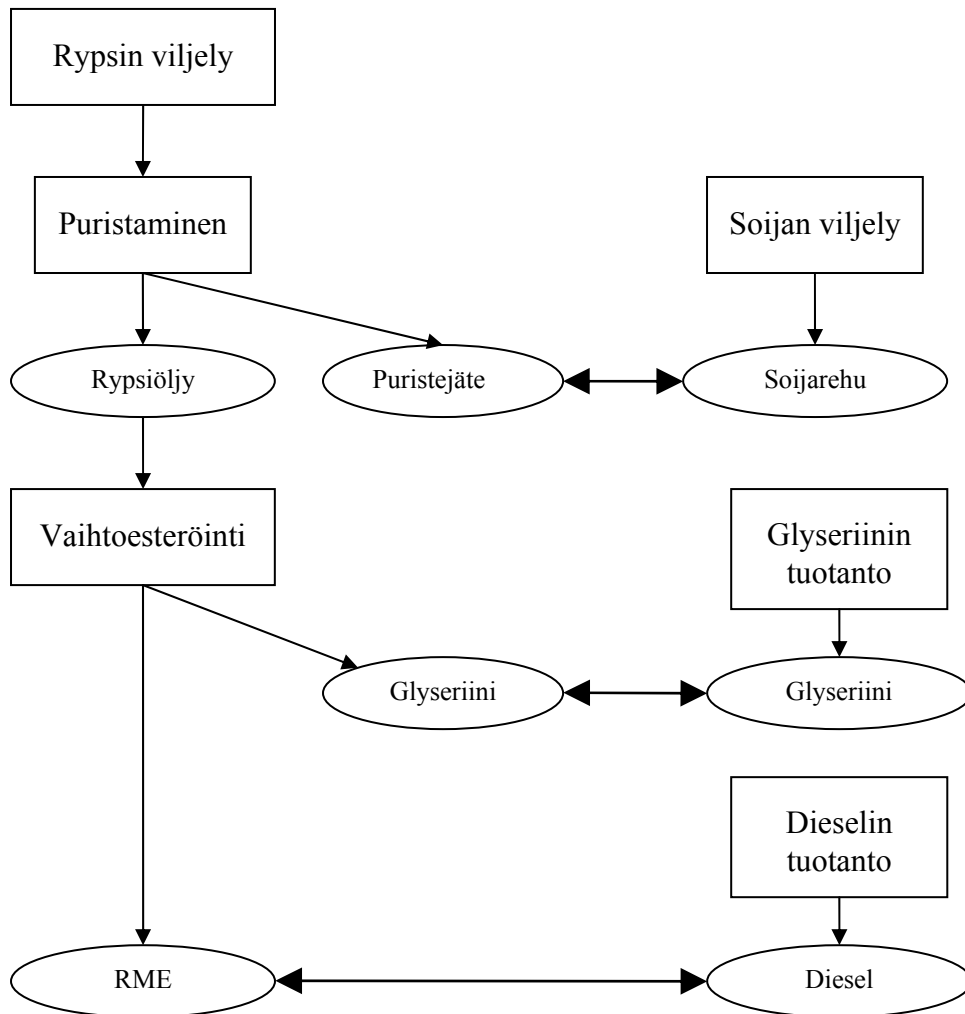 Rypsin viljely
Puristaminen
Soijan viljely
Rypsiöljy
Puristejäte
Soijarehu
Vaihtoesteröinti
Glyseriinin
tuotanto
Glyseriini
Glyseriini
Dieselin
tuotanto
RME
Diesel